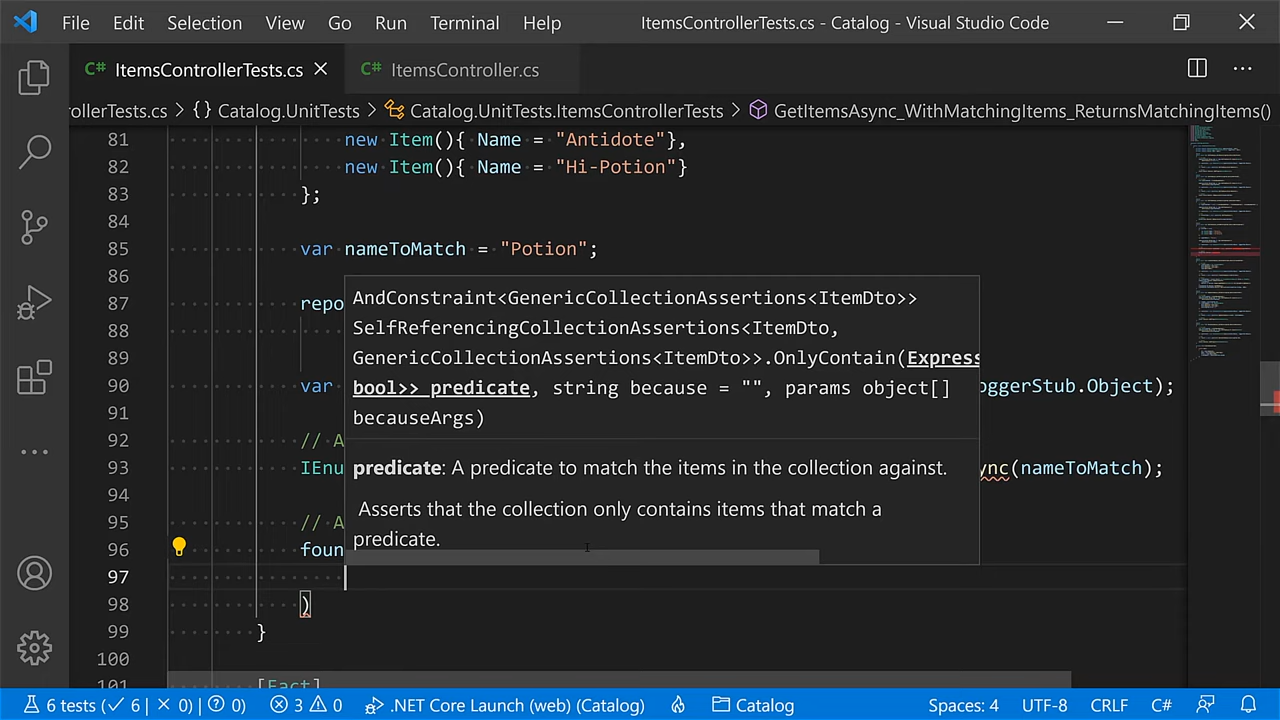 File Edit Selection View Go Run Terminal Help ItemsControllerTests.cs - Catalog - Visual Studio Code
C# ItemsControllerTests.cs C# ItemsController.cs
rollerTests.cs > {} Catalog.UnitTests > Catalog.UnitTests.ItemsControllerTests > GetItemsAsync_WithMatchingItems_ReturnsMatchingItems()
81 new Item(){ Name = "Antidote"},
82 new Item(){ Name = "Hi-Potion"}
83 };
84
85 var nameToMatch = "Potion";
86
87 repo
88
89
90 var oggerStub.Object);
91
92 // A
93 IEnu ync(nameToMatch);
94
95 // A
96 foun
97
98 )
99 }
100
101 [Fact]
AndConstraint<GenericCollectionAssertions<ItemDto>>
SelfReferencingCollectionAssertions<ItemDto,
GenericCollectionAssertions<ItemDto>>.OnlyContain(Express
bool>> predicate, string because = "", params object[]
becauseArgs)
predicate: A predicate to match the items in the collection against.
Asserts that the collection only contains items that match a
predicate.
6 tests (✓ 6 | ✕ 0) | ? 0) 3 0 .NET Core Launch (web) (Catalog) Catalog Spaces: 4 UTF-8 CRLF C#